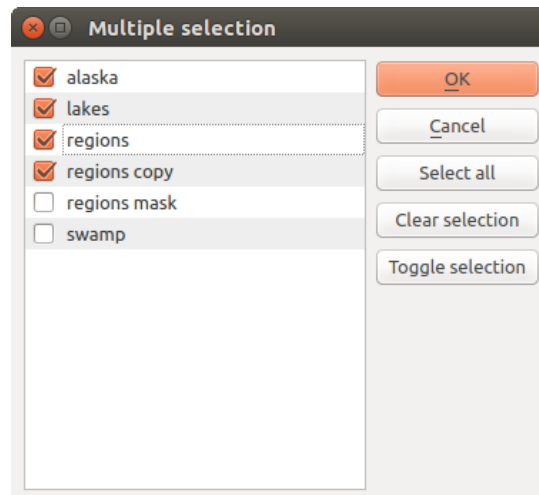 Multiple selection
alaska
lakes
regions
regions copy
regions mask
swamp
OK
Cancel
Select all
Clear selection
Toggle selection